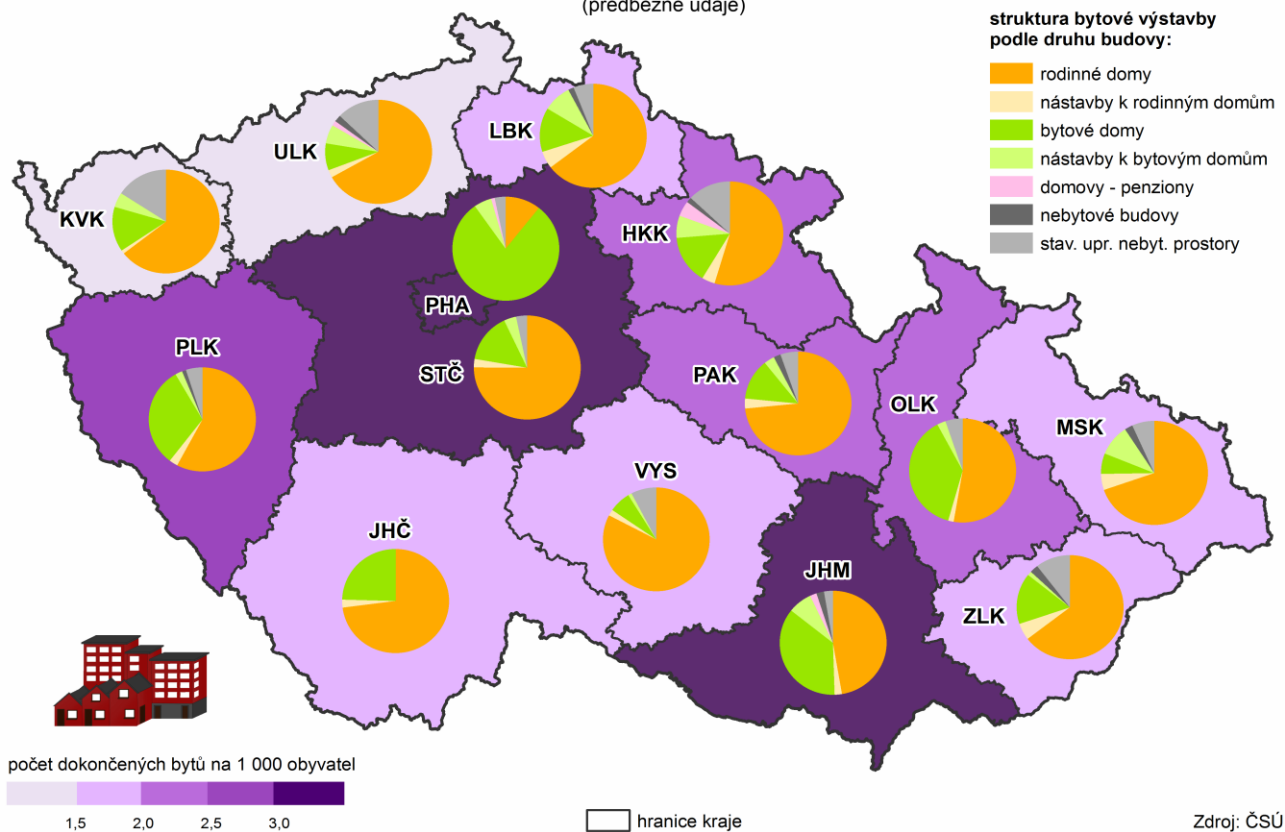 (předběžné údaje)
struktura bytové výstavby
podle druhu budovy:
rodinné domy
nástavby k rodinným domům
bytové domy
nástavby k bytovým domům
domovy - penziony
nebytové budovy
stav. upr. nebyt. prostory
LBK
ULK
KVK
HKK
PHA
PLK
STČ
PAK
OLK
MSK
VYS
JHČ
JHM
ZLK
počet dokončených bytů na 1 000 obyvatel
1,5 2,0 2,5 3,0
hranice kraje
Zdroj: ČSÚ